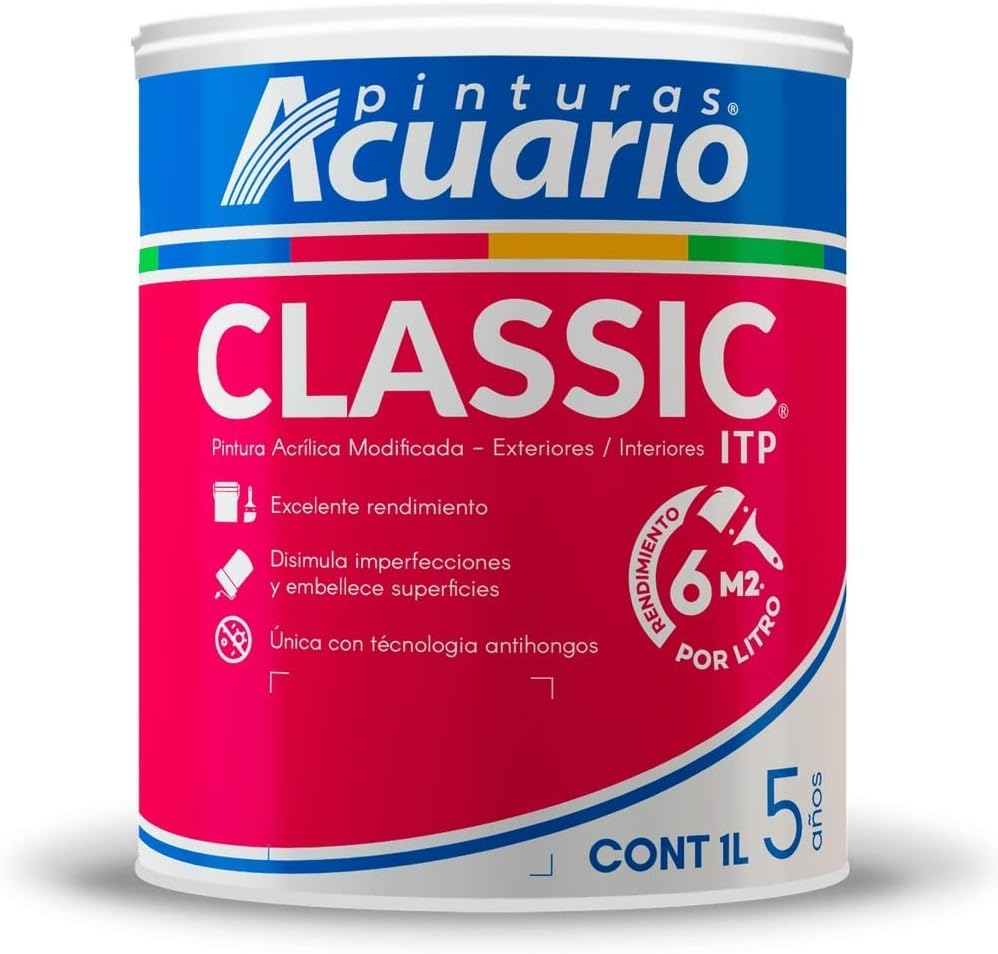 pinturas®
Acuario
CLASSIC®
Pintura Acrílica Modificada – Exteriores / Interiores ITP
Excelente rendimiento
Disimula imperfecciones
y embellece superficies
Única con técnologia antihongos
RENDIMIENTO
6 M2.
POR LITRO
CONT 1L 5 años